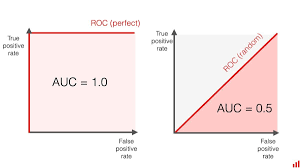 ROC (perfect)
True
positive
rate
AUC = 1.0
False
positive
rate
ROC (random)
True
positive
rate
AUC = 0.5
False
positive
rate